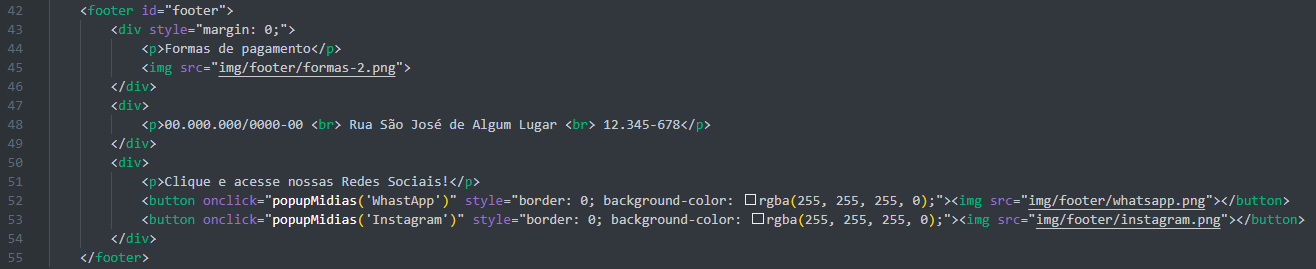 42 <footer id="footer">
43 <div style="margin: 0;">
44 <p>Formas de pagamento</p>
45 <img src="img/footer/formas-2.png">
46 </div>
47 <div>
48 <p>00.000.000/0000-00 <br> Rua São José de Algum Lugar <br> 12.345-678</p>
49 </div>
50 <div>
51 <p>Clique e acesse nossas Redes Sociais!</p>
52 <button onclick="popupMidias('WhastApp')" style="border: 0; background-color: rgba(255, 255, 255, 0);"><img src="img/footer/whatsapp.png"></button>
53 <button onclick="popupMidias('Instagram')" style="border: 0; background-color: rgba(255, 255, 255, 0);"><img src="img/footer/instagram.png"></button>
54 </div>
55 </footer>